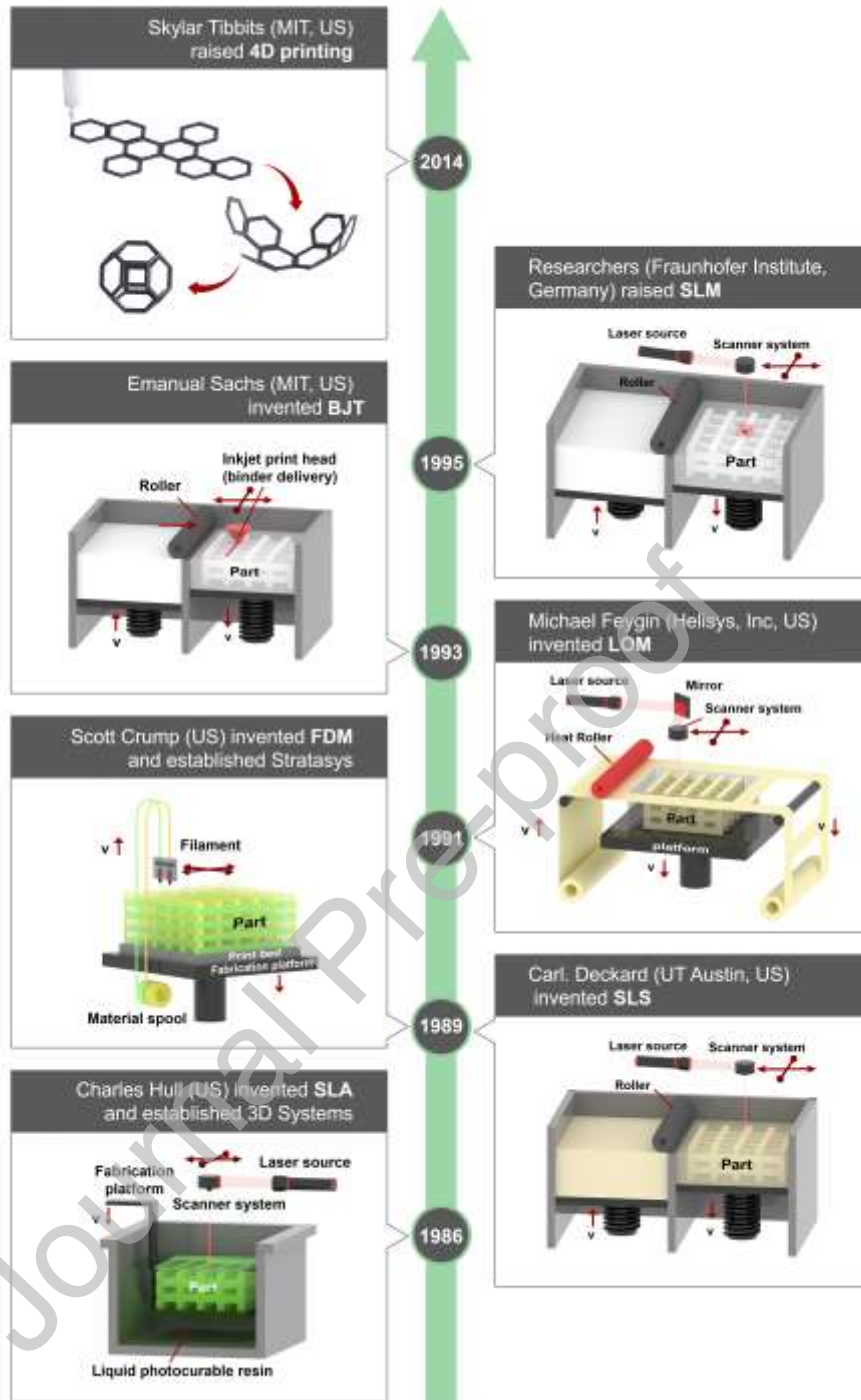 Skylar Tibbits (MIT, US)
raised 4D printing
2014
Researchers (Fraunhofer Institute,
Germany) raised SLM
Laser source
Scanner system
Roller
Part
v
v
1995
Emanual Sachs (MIT, US)
invented BJT
Inkjet print head
(binder delivery)
Roller
Part
v
v
1993
Michael Feygin (Helisys, Inc, US)
invented LOM
Laser source
Mirror
Scanner system
Heat Roller
Part
platform
v
v
v
1991
Scott Crump (US) invented FDM
and established Stratasys
v
Filament
Part
Print bed
Fabrication platform
Material spool
1989
Carl. Deckard (UT Austin, US)
invented SLS
Laser source
Scanner system
Roller
Part
v
v
Charles Hull (US) invented SLA
and established 3D Systems
Fabrication
platform
Laser source
Scanner system
v
Part
Liquid photocurable resin
1986
Journal Pre-proof